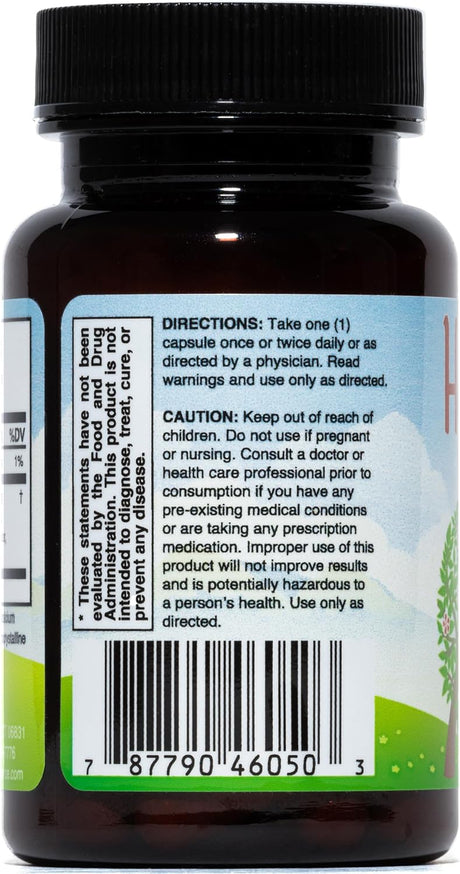 %DV
1%
†
06831
* These statements have not been
evaluated by the Food and Drug
Administration. This product is not
intended to diagnose, treat, cure, or
prevent any disease.
DIRECTIONS: Take one (1)
capsule once or twice daily or as
directed by a physician. Read
warnings and use only as directed.
CAUTION: Keep out of reach of
children. Do not use if pregnant
or nursing. Consult a doctor or
health care professional prior to
consumption if you have any
pre-existing medical conditions
or are taking any prescription
medication. Improper use of this
product will not improve results
and is potentially hazardous to
a person's health. Use only as
directed.
7 87790 46050 3
H